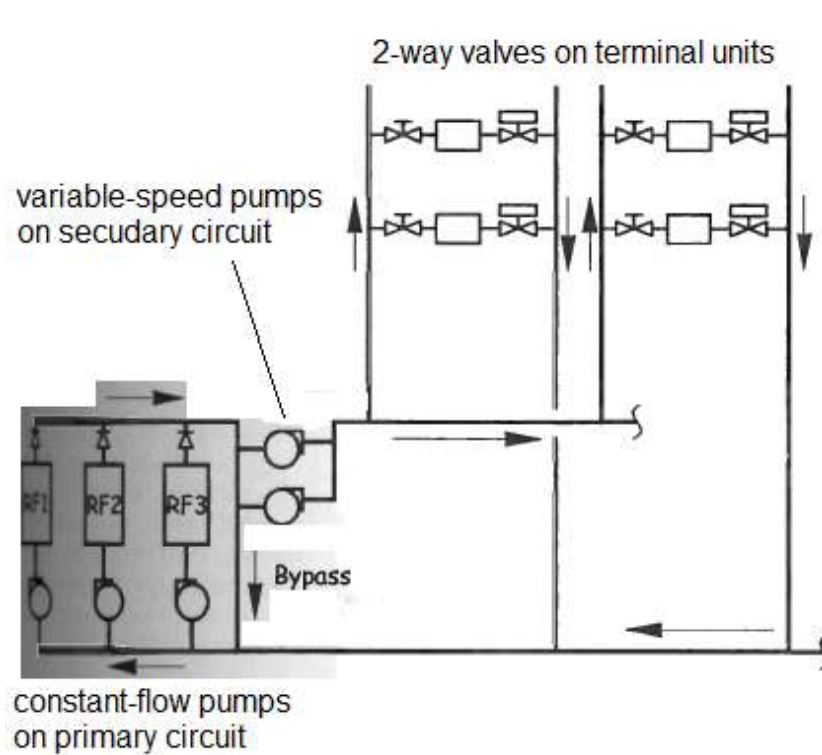 2-way valves on terminal units
variable-speed pumps
on secudary circuit
RF1
RF2
RF3
Bypass
constant-flow pumps
on primary circuit